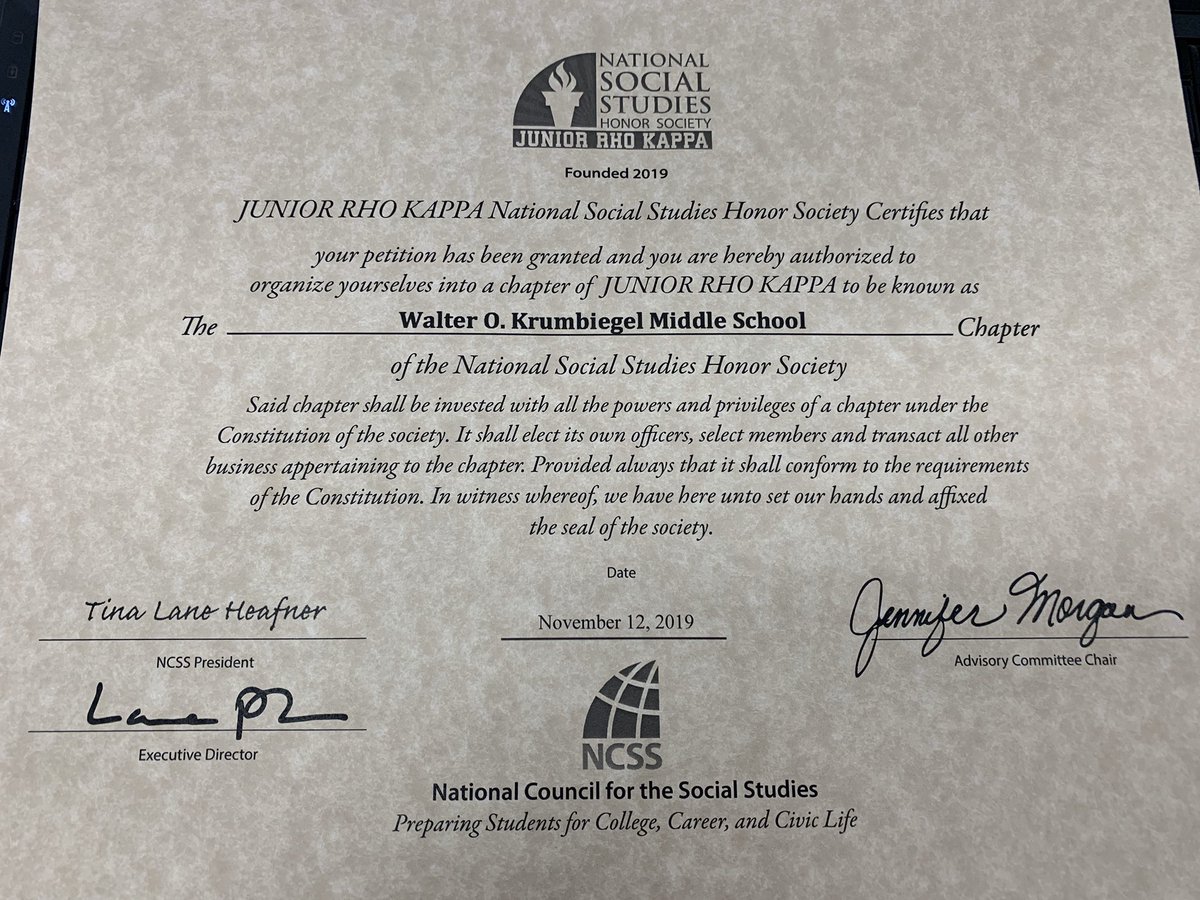 NATIONAL
SOCIAL
STUDIES
HONOR SOCIETY
JUNIOR RHO KAPPA
Founded 2019
JUNIOR RHO KAPPA National Social Studies Honor Society Certifies that
your petition has been granted and you are hereby authorized to
organize yourselves into a chapter of JUNIOR RHO KAPPA to be known as
The Walter O. Krumbiegel Middle School Chapter
of the National Social Studies Honor Society
Said chapter shall be invested with all the powers and privileges of a chapter under the
Constitution of the society. It shall elect its own officers, select members and transact all other
business appertaining to the chapter. Provided always that it shall conform to the requirements
of the Constitution. In witness whereof, we have here unto set our hands and affixed
the seal of the society.
Date
Tina Lane Heafner
November 12, 2019
Jennifer Morgan
NCSS President
Advisory Committee Chair
Executive Director
NCSS
National Council for the Social Studies
Preparing Students for College, Career, and Civic Life